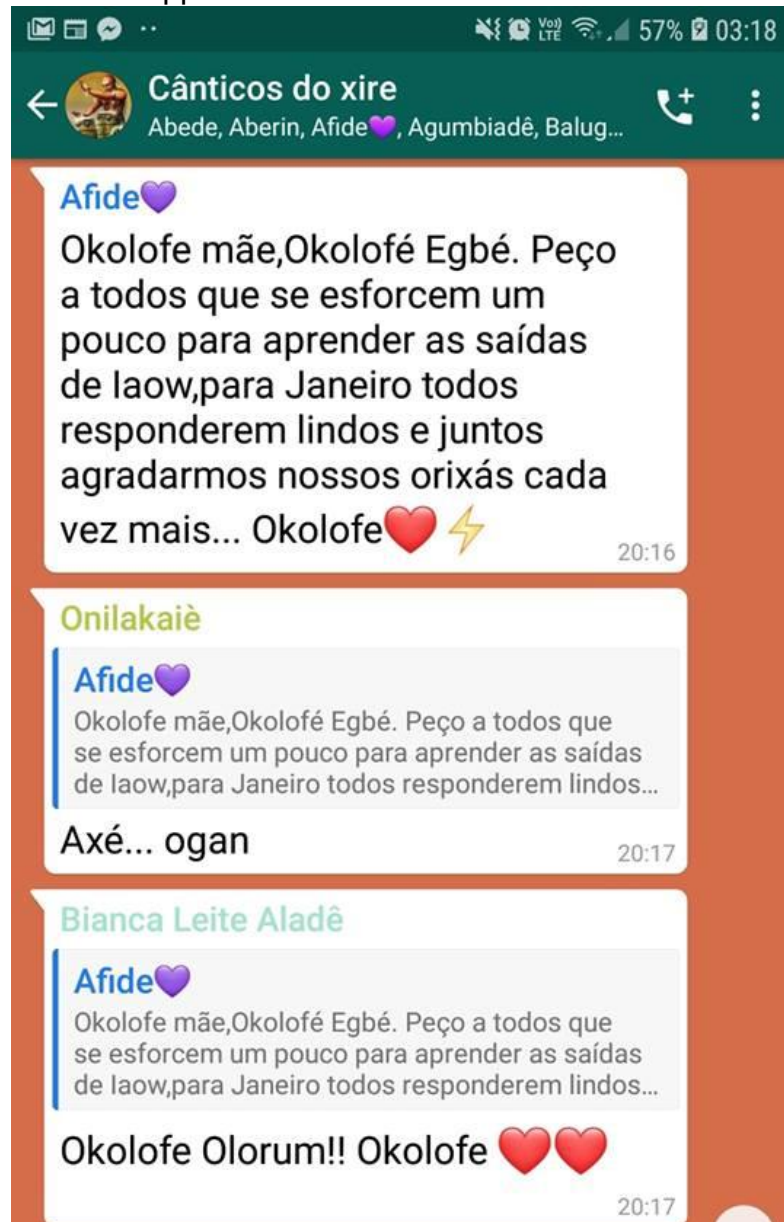 57% 03:18
Cânticos do xire
Abede, Aberin, Afide💜, Agumbiadê, Balug...
Afide💜
Okolofe mãe,Okolofé Egbé. Peço
a todos que se esforcem um
pouco para aprender as saídas
de Iaow,para Janeiro todos
responderem lindos e juntos
agradarmos nossos orixás cada
vez mais... Okolofe❤️⚡
20:16
Onilakaiè
Afide💜
Okolofe mãe,Okolofé Egbé. Peço a todos que
se esforcem um pouco para aprender as saídas
de Iaow,para Janeiro todos responderem lindos...
Axé... ogan
20:17
Bianca Leite Aladê
Afide💜
Okolofe mãe,Okolofé Egbé. Peço a todos que
se esforcem um pouco para aprender as saídas
de Iaow,para Janeiro todos responderem lindos...
Okolofe Olorum!! Okolofe ❤️❤️
20:17